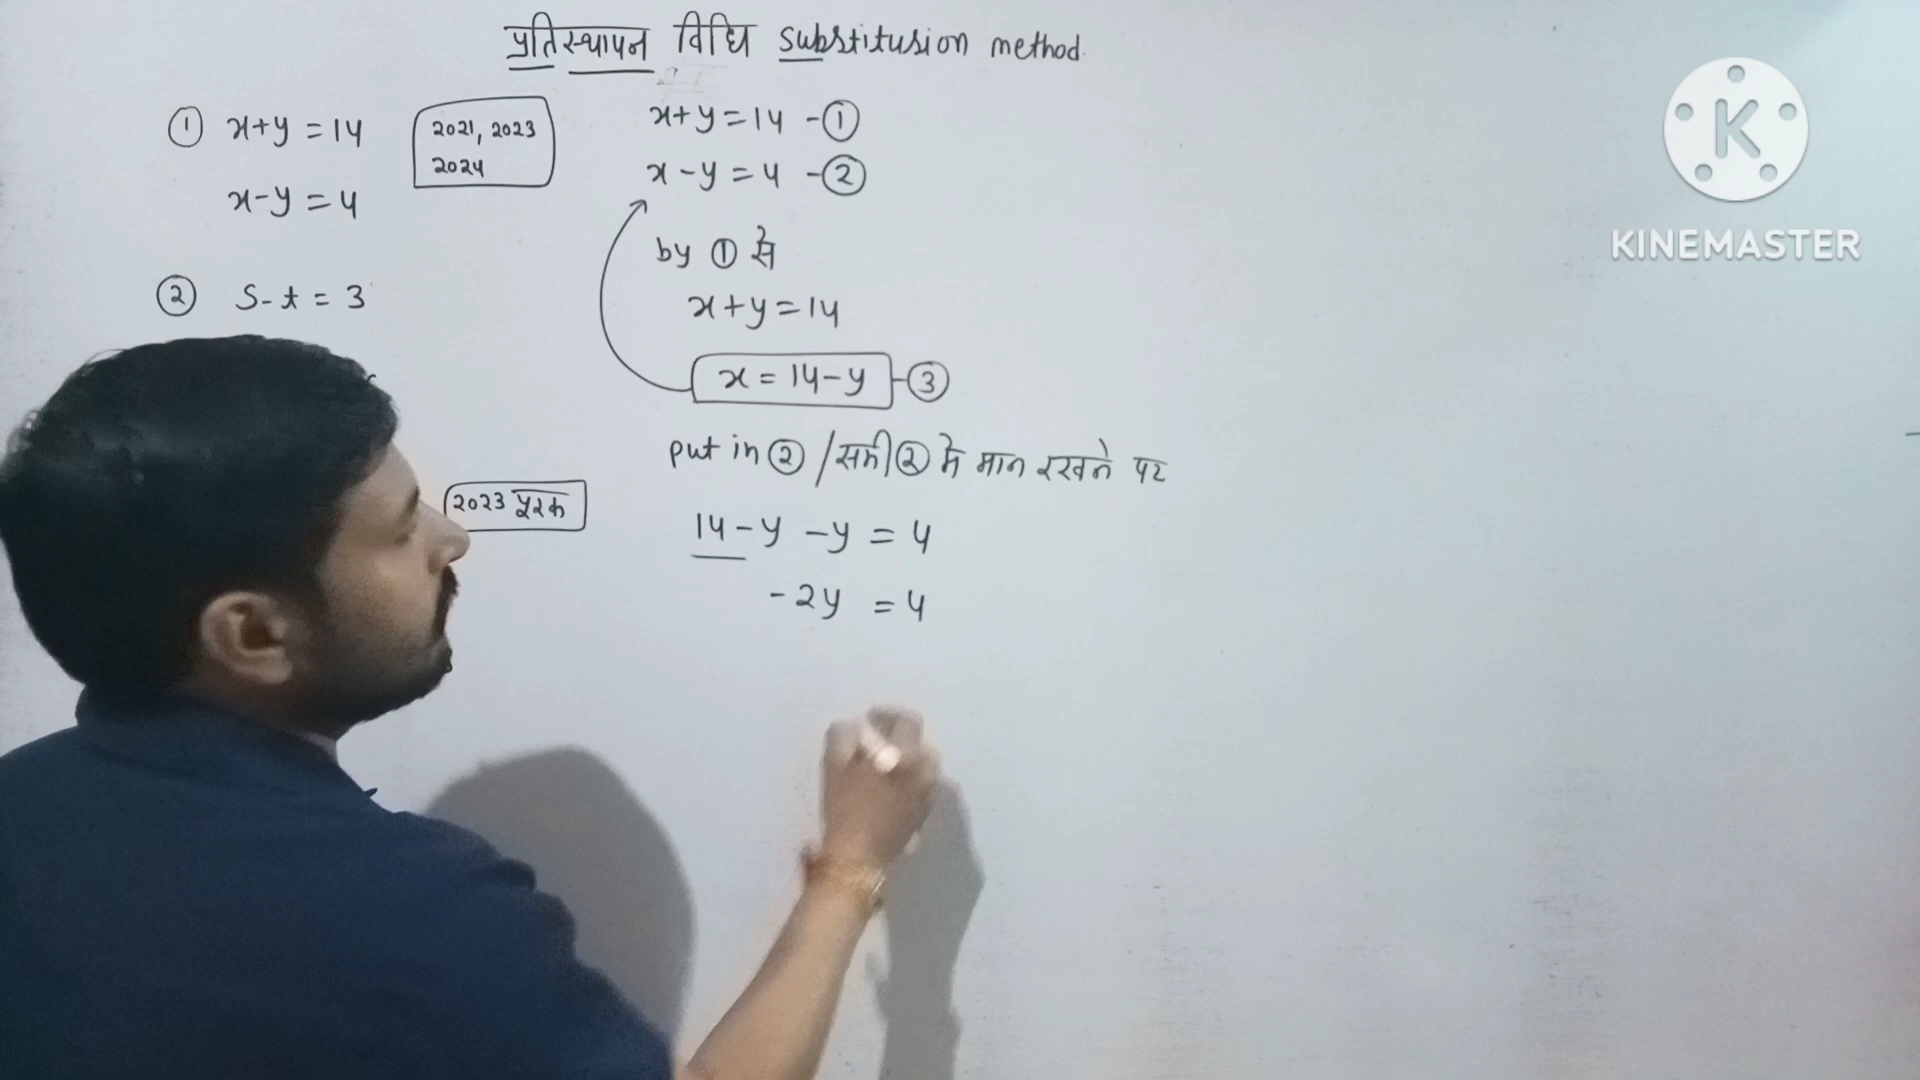 प्रतिस्थापन विधि substitusion method.
① x+y=14
x-y=4
2021, 2023
2024
② s-t=3
2023 पूरक
x+y=14 -①
x-y=4 -②
by ① से
x+y=14
x=14-y -③
put in ② / समी ② मे मान रखने पर
14-y -y = 4
-2y = 4
K
KINEMASTER